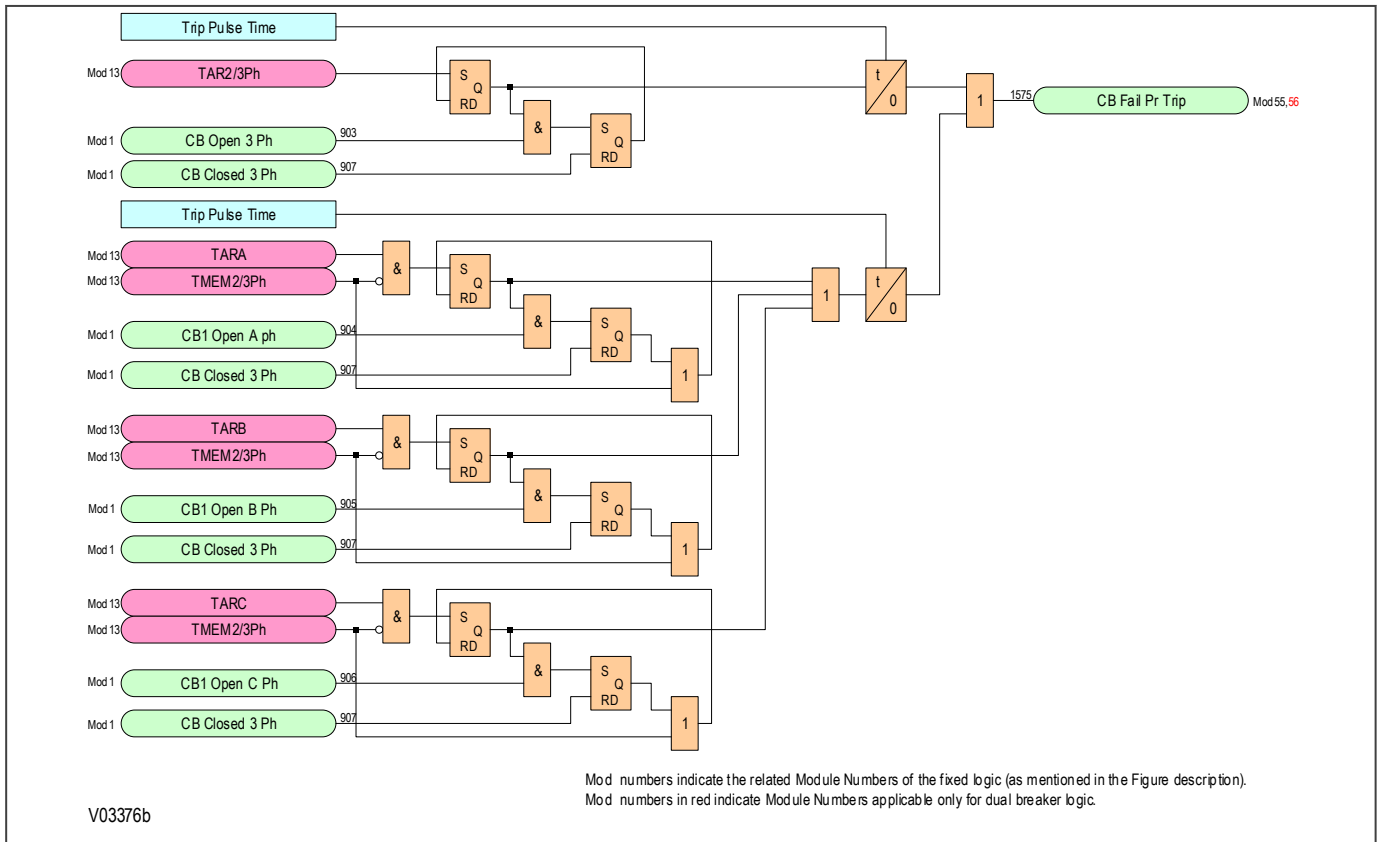 Trip Pulse Time
Mod 13 TAR2/3Ph
Mod 1 CB Open 3 Ph 903
Mod 1 CB Closed 3 Ph 907
S
Q
RD
&
S
Q
RD
t
0
1
1575 CB Fail Pr Trip Mod 55,56
Trip Pulse Time
Mod 13 TARA
Mod 13 TMEM2/3Ph
Mod 1 CB1 Open A ph 904
Mod 1 CB Closed 3 Ph 907
&
S
Q
RD
&
S
Q
RD
1
1
t
0
Mod 13 TARB
Mod 13 TMEM2/3Ph
Mod 1 CB1 Open B Ph 905
Mod 1 CB Closed 3 Ph 907
&
S
Q
RD
&
S
Q
RD
1
Mod 13 TARC
Mod 13 TMEM2/3Ph
Mod 1 CB1 Open C Ph 906
Mod 1 CB Closed 3 Ph 907
&
S
Q
RD
&
S
Q
RD
1
Mod numbers indicate the related Module Numbers of the fixed logic (as mentioned in the Figure description).
Mod numbers in red indicate Module Numbers applicable only for dual breaker logic.
V03376b